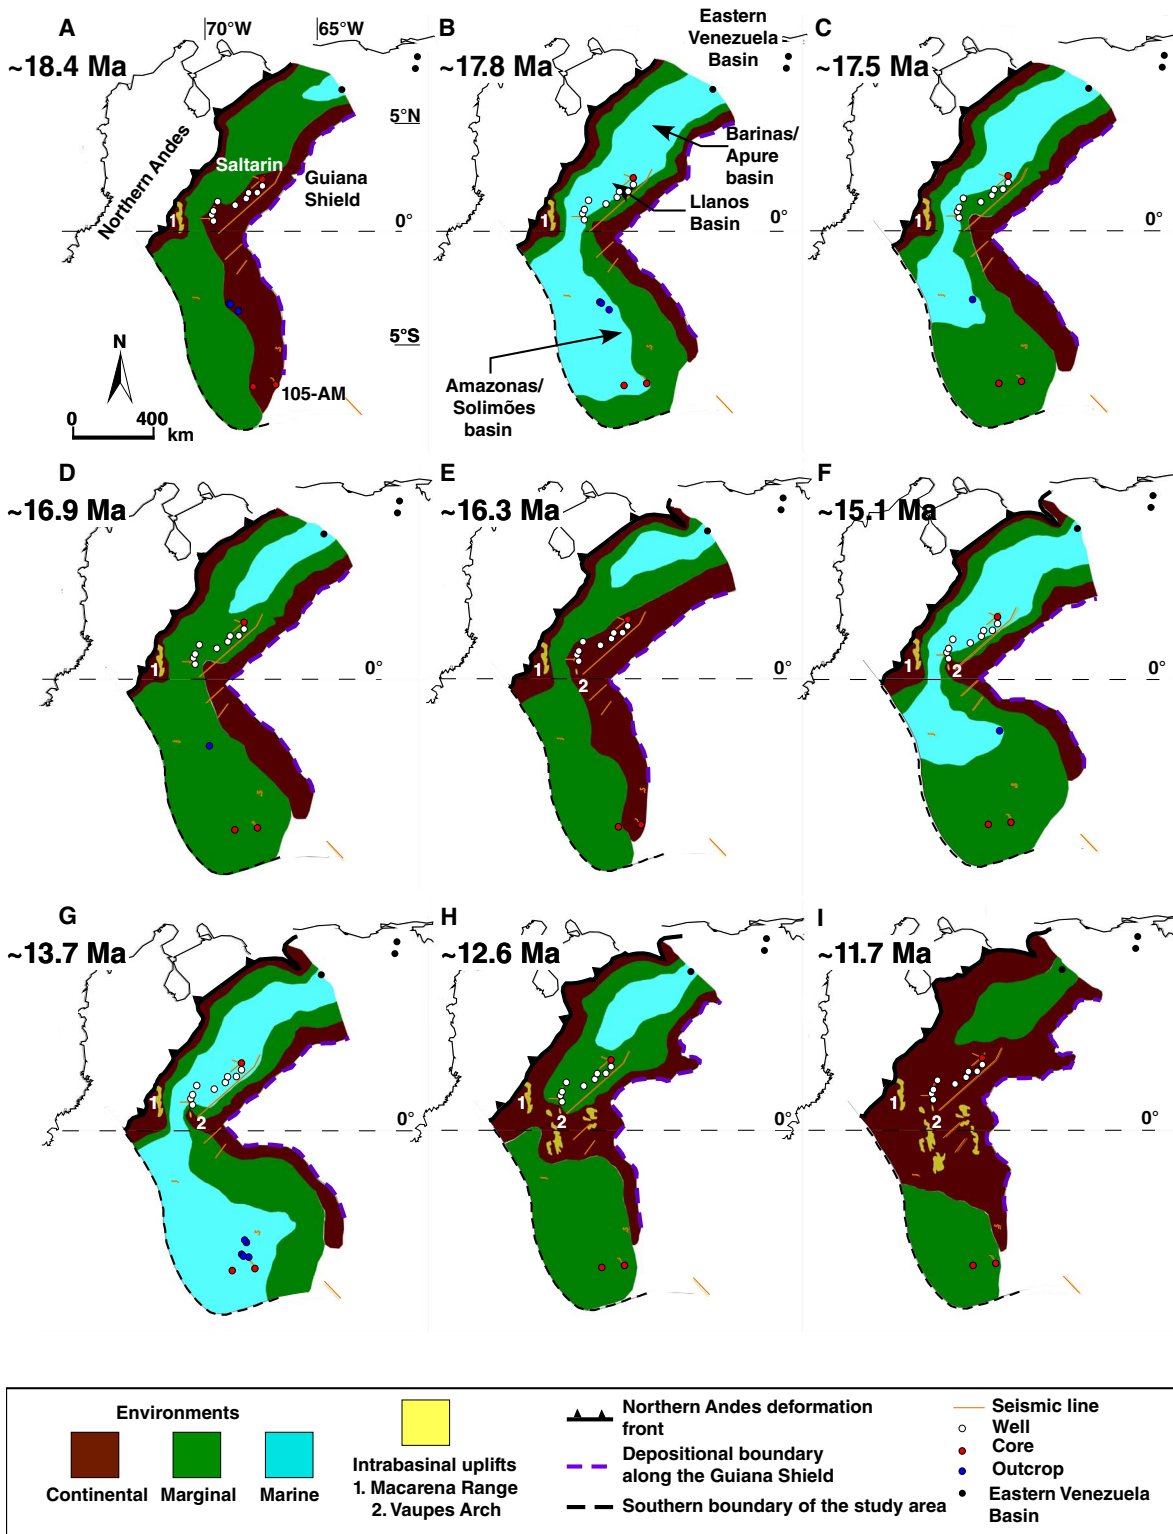 A
70°W
65°W
~18.4 Ma
5°N
Northern Andes
Saltarin
Guiana
Shield
1
0°
5°S
N
0
400
km
105-AM
B
~17.8 Ma
Eastern
Venezuela
Basin
Barinas/
Apure
basin
Llanos
Basin
1
0°
Amazonas/
Solimões
basin
C
~17.5 Ma
1
0°
D
~16.9 Ma
1
0°
E
~16.3 Ma
1
2
0°
F
~15.1 Ma
1
2
0°
G
~13.7 Ma
1
2
0°
H
~12.6 Ma
1
2
0°
I
~11.7 Ma
1
2
0°
Environments
Continental
Marginal
Marine
Intrabasinal uplifts
1. Macarena Range
2. Vaupes Arch
Northern Andes deformation
front
Depositional boundary
along the Guiana Shield
Southern boundary of the study area
Seismic line
Well
Core
Outcrop
Eastern Venezuela
Basin